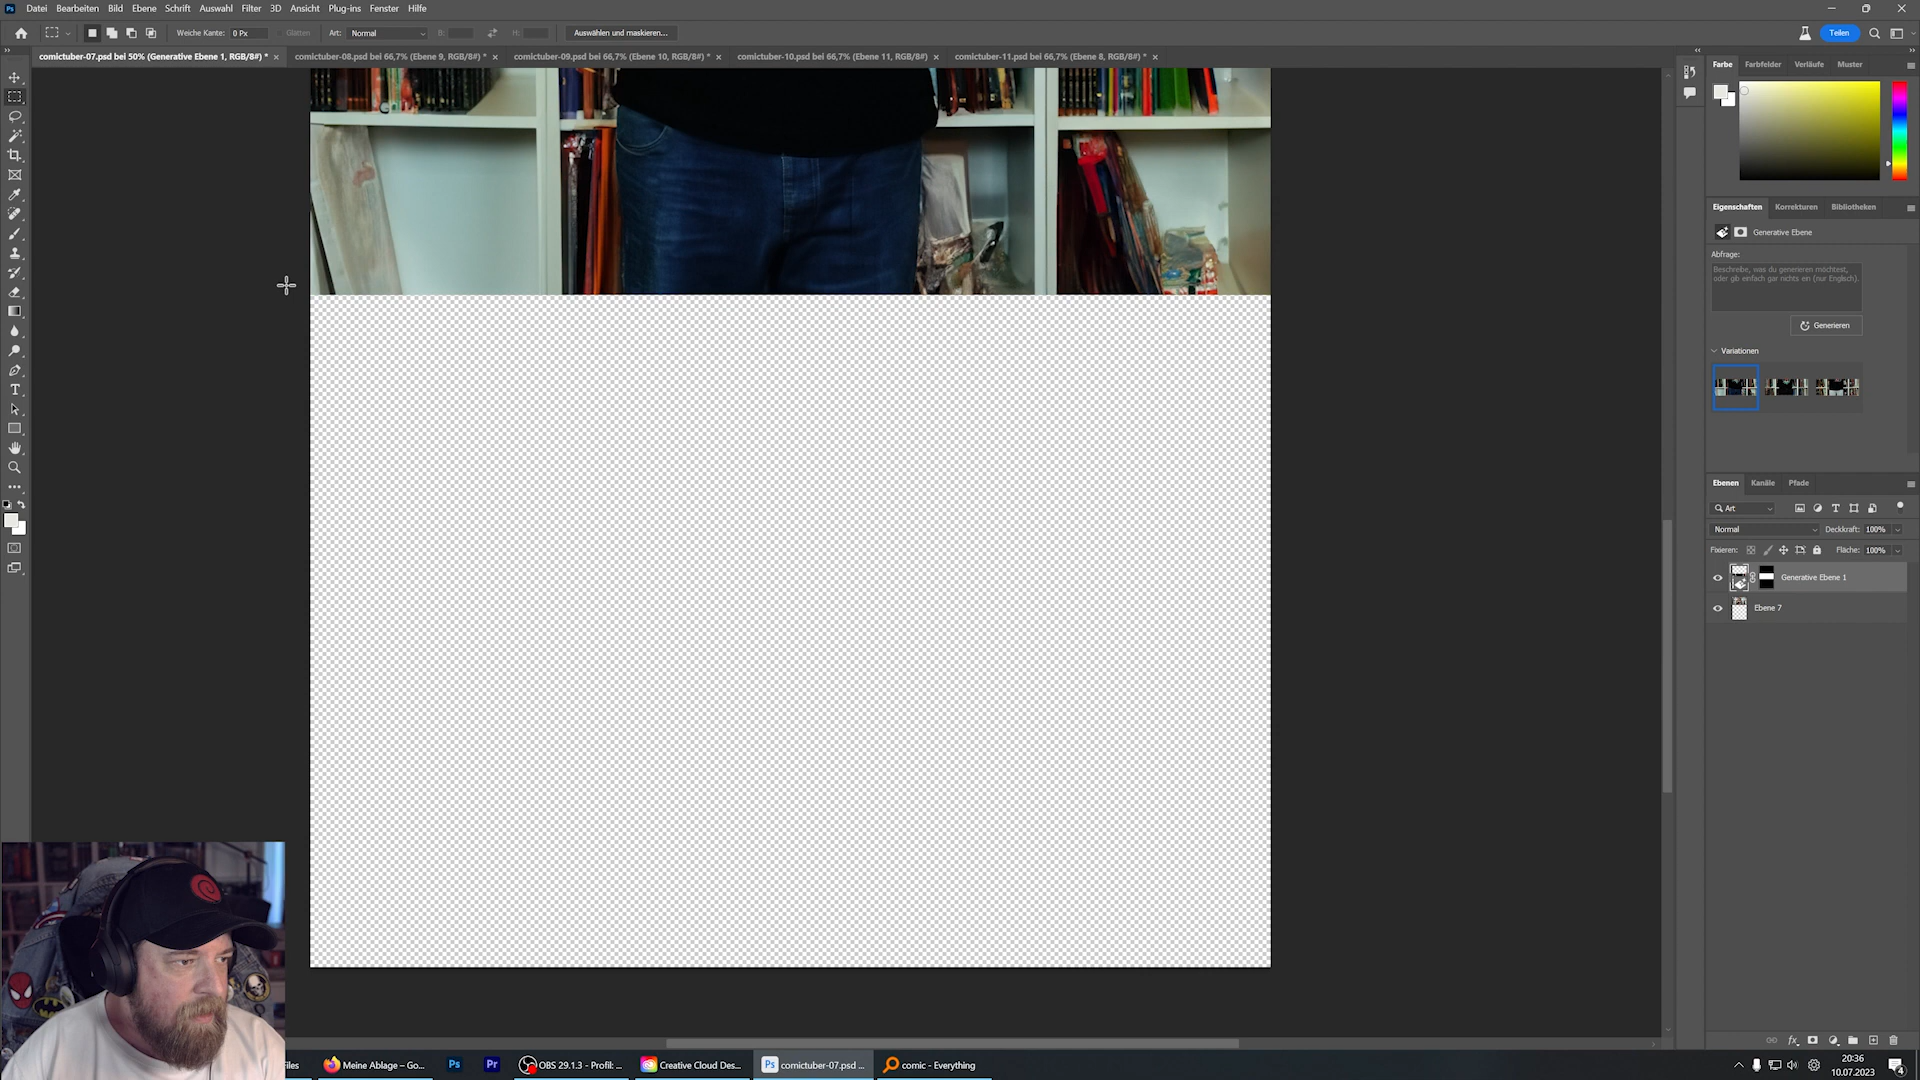 Ps Datei Bearbeiten Bild Ebene Schrift Auswahl Filter 3D Ansicht Plug-ins Fenster Hilfe
Weiche Kante: 0 Px Glätten Art: Normal B: H: Auswählen und maskieren... Teilen
comictuber-07.psd bei 50% (Generative Ebene 1, RGB/8#) * × comictuber-08.psd bei 66,7% (Ebene 9, RGB/8#) * × comictuber-09.psd bei 66,7% (Ebene 10, RGB/8#) * × comictuber-10.psd bei 66,7% (Ebene 11, RGB/8#) × comictuber-11.psd bei 66,7% (Ebene 8, RGB/8#) * ×
Farbe Farbfelder Verläufe Muster
Eigenschaften Korrekturen Bibliotheken
Generative Ebene
Abfrage:
Beschreibe, was du generieren möchtest,
oder gib einfach gar nichts ein (nur Englisch).
Generieren
Variationen
Ebenen Kanäle Pfade
Art
Normal Deckkraft: 100%
Fixieren: Fläche: 100%
Generative Ebene 1
Ebene 7
iles Meine Ablage – Go... Ps Pr OBS 29.1.3 - Profil: ... Creative Cloud Des... Ps comictuber-07.psd ... comic - Everything
20:36
10.07.2023
4